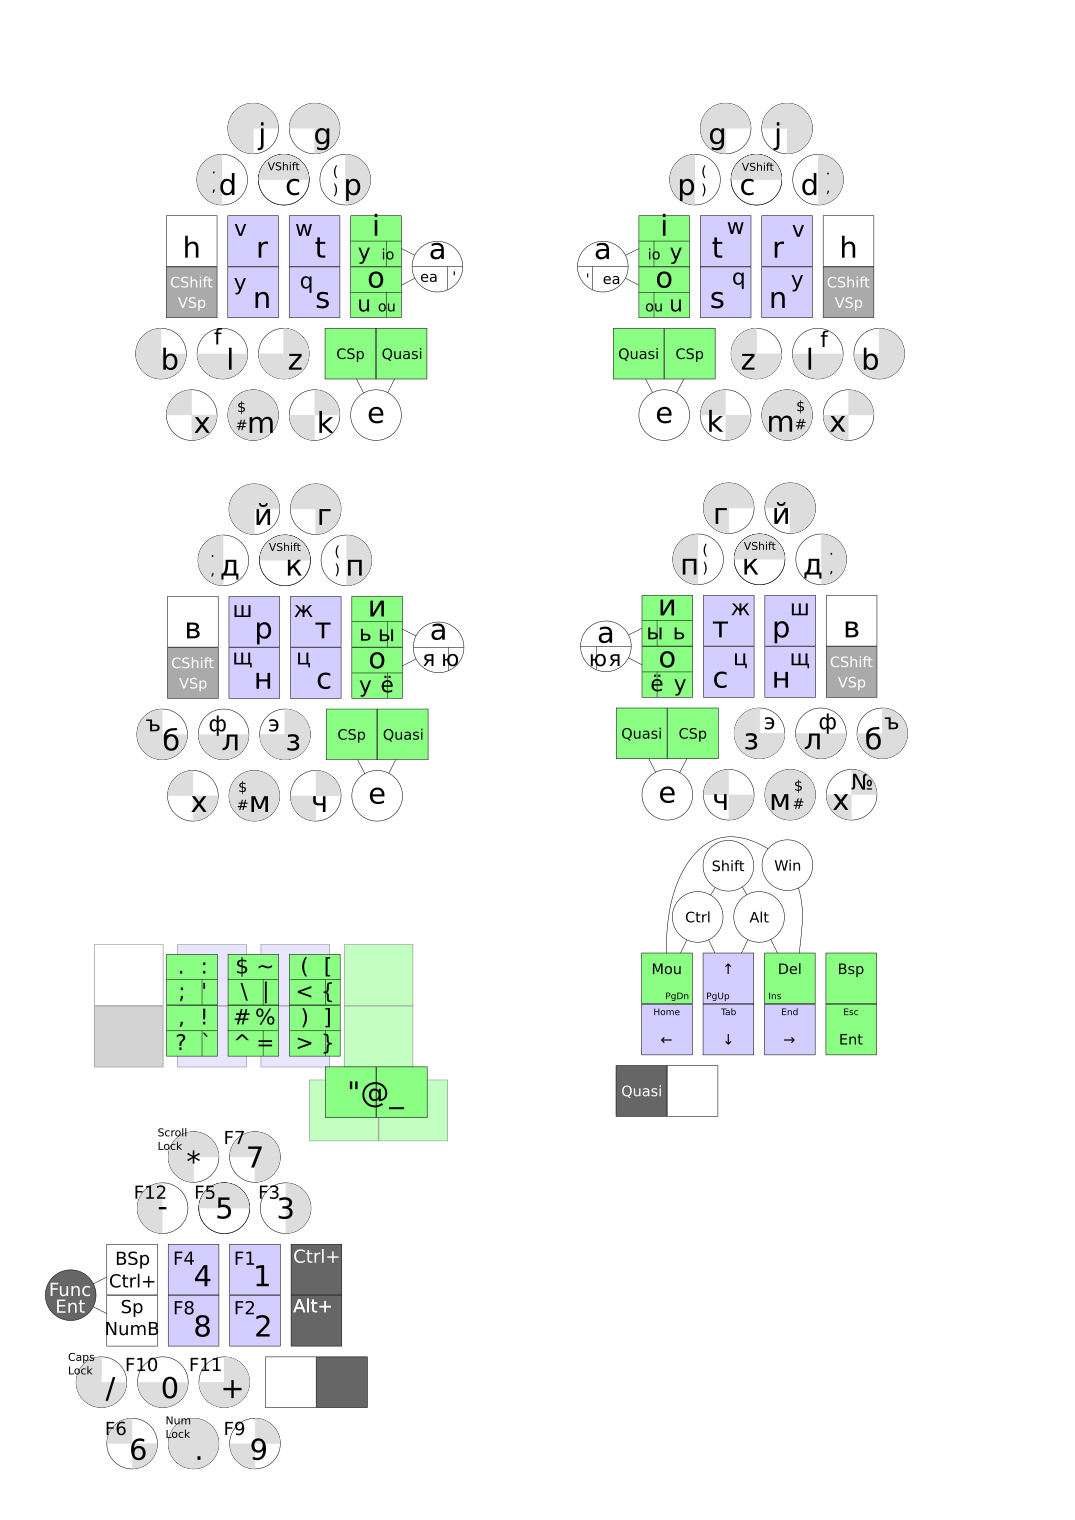 j g
. , d VShift c ( ) p
h v r w t i
y io a
CShift VSp y n q s o ea '
u ou
b f l z CSp Quasi
x $ # m k e
g j
p ( ) VShift c d . ,
i t w r v h
a io y
' ea o s q n y CShift VSp
ou u
Quasi CSp z l f b
e k m $ # x
й г
. , д VShift к ( ) п
в ш р ж т и
ь ы а
CShift VSp щ н ц с о я ю
у ё
ъ б ф л э з CSp Quasi
х $ # м ч е
г й
п ( ) VShift к д . ,
и т ж р ш в
а ы ь
ю я о с ц н щ CShift VSp
ё у
Quasi CSp з э л ф б ъ
е ч м $ # х №
Shift Win
Ctrl Alt
Mou ↑ Del Bsp
PgDn PgUp Ins
Home Tab End Esc
← ↓ → Ent
Quasi
. : $ ~ ( [
; ' \ | < {
, ! # % ) ]
? ` ^ = > }
" @ _
Scroll Lock * F7 7
F12 - F5 5 F3 3
BSp Ctrl+ F4 4 F1 1 Ctrl+
Func Ent
Sp NumB F8 8 F2 2 Alt+
Caps Lock / F10 0 F11 +
F6 6 Num Lock . F9 9